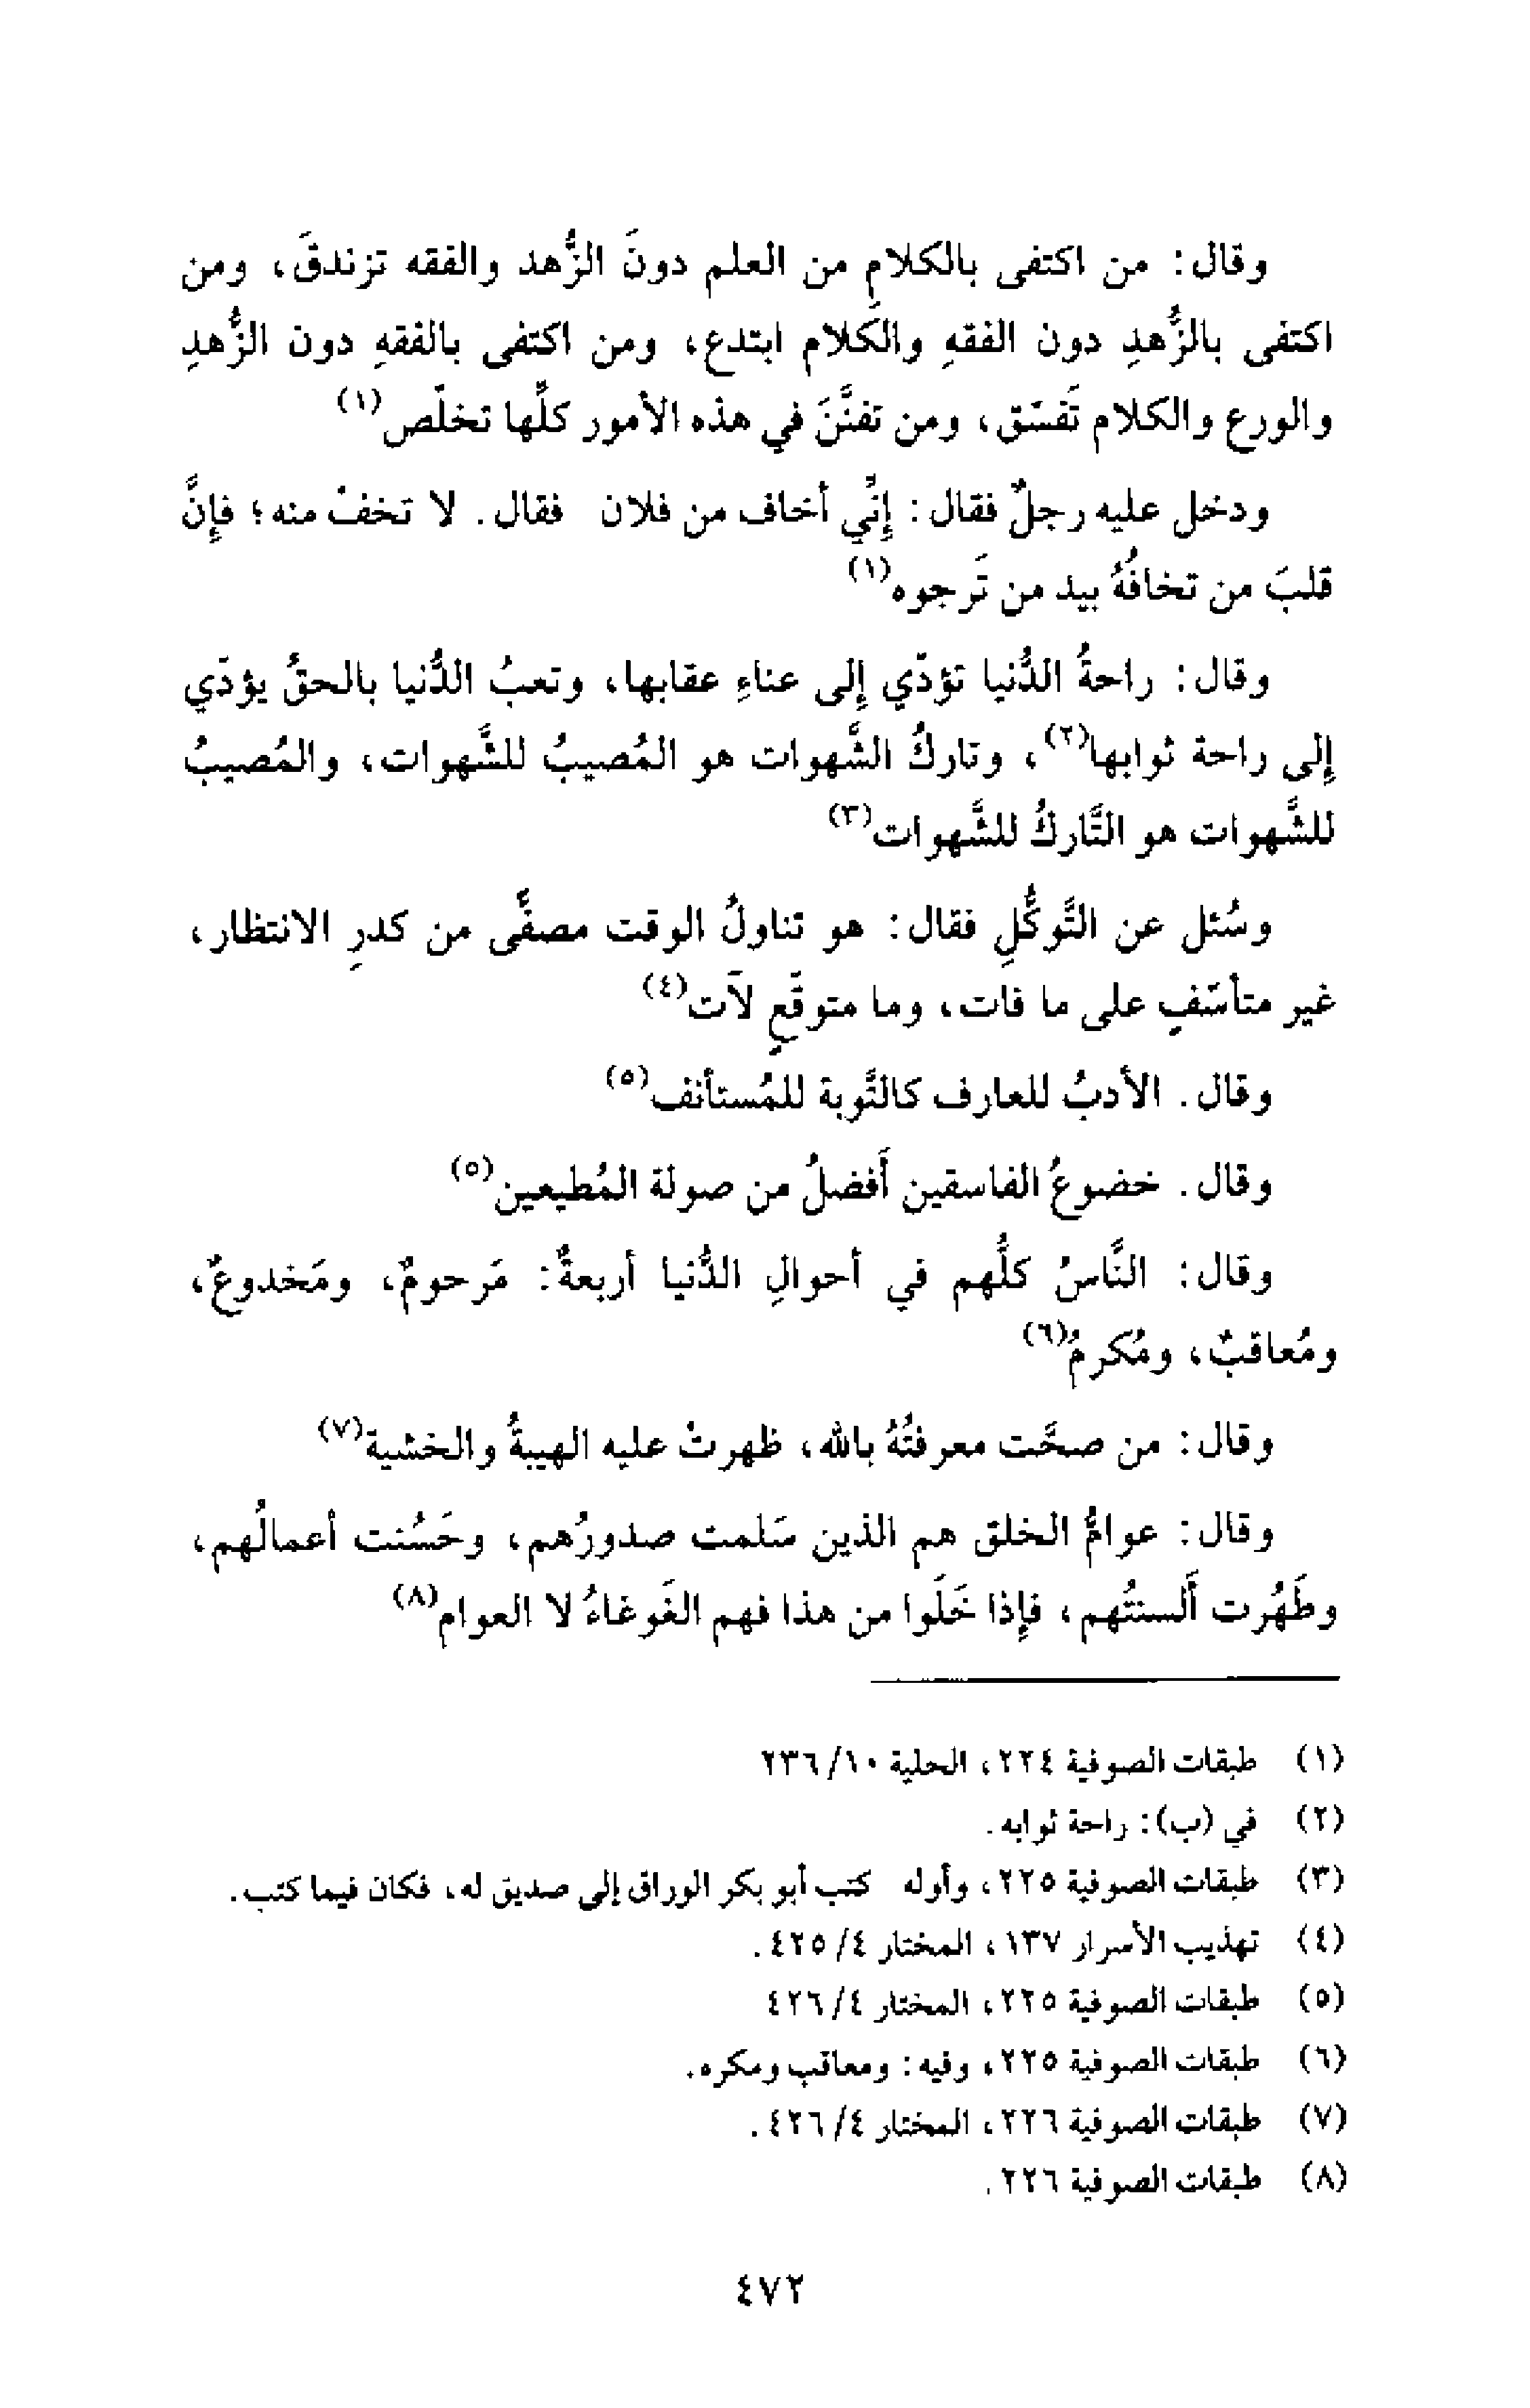 وقال: من اكتفى بالكلامِ من العلم دونَ الزُّهد والفقه تزندقَ، ومن
اكتفى بالزُّهدِ دون الفقهِ والكلام ابتدع، ومن اكتفى بالفقهِ دون الزُّهدِ
والورع والكلام تَفسّق، ومن تفنَّنَ في هذه الأمور كلِّها تخلّص(١)
ودخل عليه رجلٌ فقال: إنِّي أخاف من فلان فقال. لا تخفْ منه؛ فإنَّ
قلبَ من تخافُهُ بيد من تَرجوه(١)
وقال: راحةُ الدُّنيا تؤدّي إلى عناءِ عقابها، وتعبُ الدُّنيا بالحقِّ يؤدّي
إلى راحة ثوابها(٢)، وتاركُ الشَّهوات هو المُصيبُ للشَّهوات، والمُصيبُ
للشَّهوات هو التَّاركُ للشَّهوات(٣)
وسُئل عن التَّوكُّلِ فقال: هو تناولُ الوقت مصفًّى من كدرِ الانتظار،
غير متأسّفٍ على ما فات، وما متوقَّعٍ لآت(٤)
وقال. الأدبُ للعارف كالتَّوبة للمُستأنف(٥)
وقال. خضوعُ الفاسقين أَفضلُ من صولة المُطيعين(٥)
وقال: النَّاسُ كلُّهم في أحوالِ الدُّنيا أربعةٌ: مَرحومٌ، ومَخدوعٌ،
ومُعاقبٌ، ومُكرمُ(٦)
وقال: من صحَّت معرفتُهُ بالله، ظهرتْ عليه الهيبةُ والخشية(٧)
وقال: عوامُّ الخلق هم الذين سَلمت صدورُهم، وحَسُنت أعمالُهم،
وظَهُرت أَلسنتُهم، فإذا خَلَوا من هذا فهم الغَوغاءُ لا العوام(٨)
(١) طبقات الصوفية ٢٢٤، الحلية ١٠/ ٢٣٦
(٢) في (ب): راحة ثوابه.
(٣) طبقات الصوفية ٢٢٥، وأوله كتب أبو بكر الوراق إلى صديق له، فكان فيما كتب.
(٤) تهذيب الأسرار ١٣٧، المختار ٤/ ٤٢٥.
(٥) طبقات الصوفية ٢٢٥، المختار ٤/ ٤٢٦
(٦) طبقات الصوفية ٢٢٥، وفيه: ومعاقب ومكره.
(٧) طبقات الصوفية ٢٢٦، المختار ٤/ ٤٢٦.
(٨) طبقات الصوفية ٢٢٦.
٤٧٢